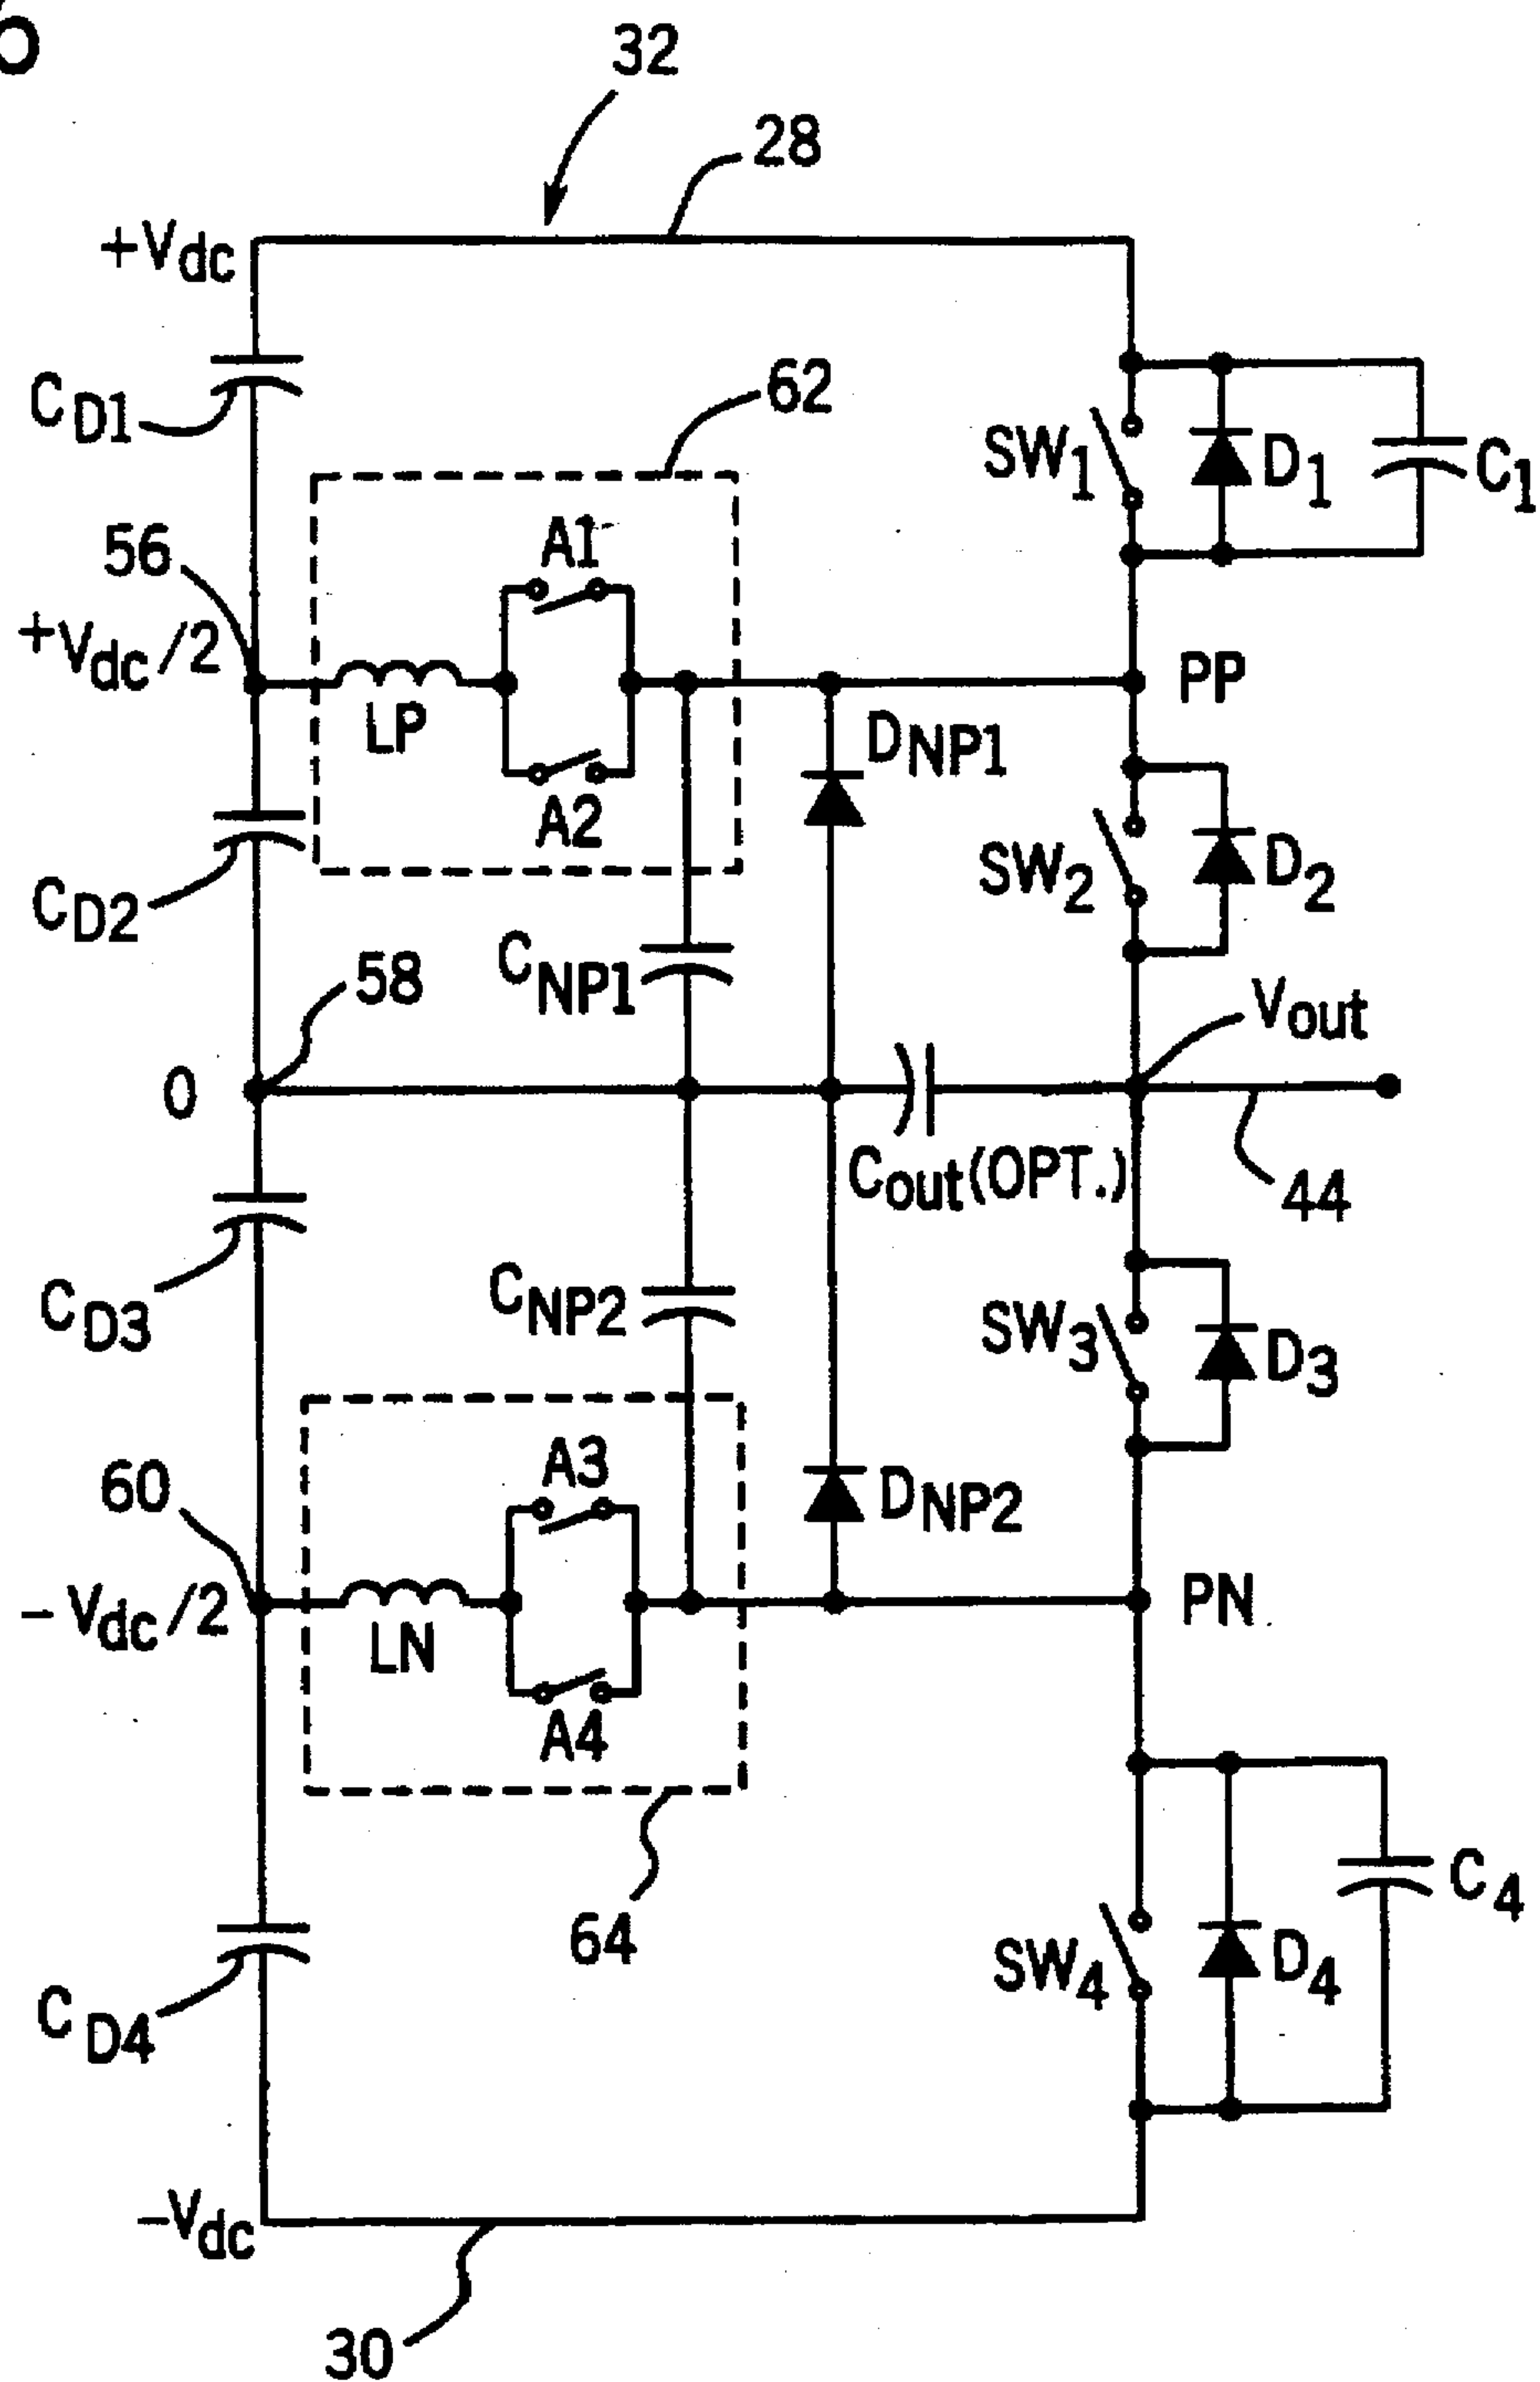 32
28
+Vdc
CD1
62
SW1
D1
C1
A1
56
+Vdc/2
LP
PP
DNP1
A2
SW2
D2
CD2
CNP1
58
Vout
0
Cout(OPT.)
44
CD3
CNP2
SW3
D3
A3
60
DNP2
-Vdc/2
LN
PN
A4
C4
64
SW4
D4
CD4
-Vdc
30